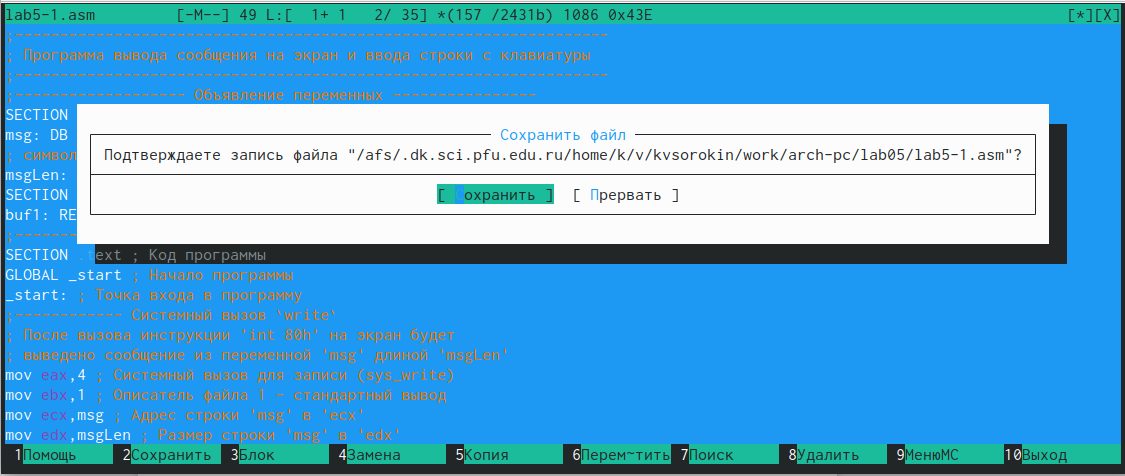 lab5-1.asm [-M--] 49 L:[ 1+ 1 2/ 35] *(157 /2431b) 1086 0x43E [*][X]
;---------------------------------------------------------------
; Программа вывода сообщения на экран и ввода строки с клавиатуры
;---------------------------------------------------------------
;------------------- Объявление переменных ----------------
SECTION
Сохранить файл
msg: DB
Подтверждаете запись файла "/afs/.dk.sci.pfu.edu.ru/home/k/v/kvsorokin/work/arch-pc/lab05/lab5-1.asm"?
; символ
msgLen:
SECTION
[ Сохранить ] [ Прервать ]
buf1: RE
;-------
SECTION .text ; Код программы
GLOBAL _start ; Начало программы
_start: ; Точка входа в программу
;------------ Системный вызов 'write'
; После вызова инструкции 'int 80h' на экран будет
; выведено сообщение из переменной 'msg' длиной 'msgLen'
mov eax,4 ; Системный вызов для записи (sys_write)
mov ebx,1 ; Описатель файла 1 - стандартный вывод
mov ecx,msg ; Адрес строки 'msg' в 'ecx'
mov edx,msgLen ; Размер строки 'msg' в 'edx'
1Помощь 2Сохранить 3Блок 4Замена 5Копия 6Перем~тить 7Поиск 8Удалить 9МенюMC 10Выход